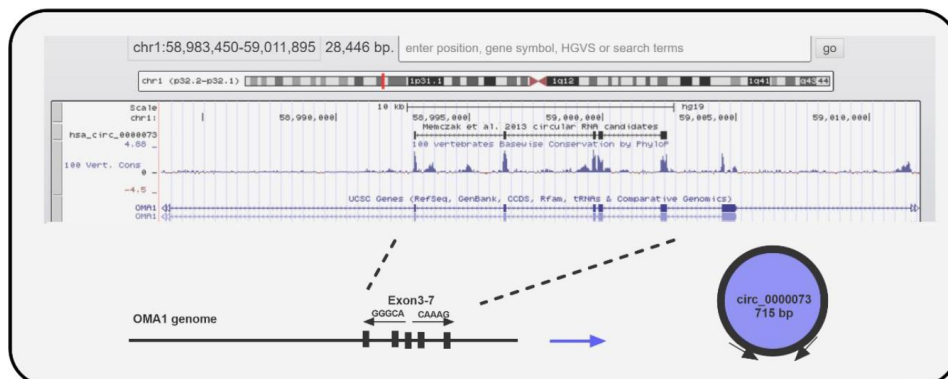 chr1:58,983,450-59,011,895 28,446 bp. enter position, gene symbol, HGVS or search terms go
chr1 (p32.2-p32.1) 1p31.1 1q12 1q41 q43 44
Scale 10 kb hg19
chr1: 58,990,000 58,995,000 59,000,000 59,005,000 59,010,000
Memczak et al. 2013 circular RNA candidates
hsa_circ_0000073
100 vertebrates Basewise Conservation by PhyloP
4.88 _
100 Vert. Cons
0 -
-4.5 _
UCSC Genes (RefSeq, GenBank, CCDS, Rfam, tRNAs & Comparative Genomics)
OMA1
OMA1
Exon3-7
GGGCA CAAAG
OMA1 genome
circ_0000073
715 bp